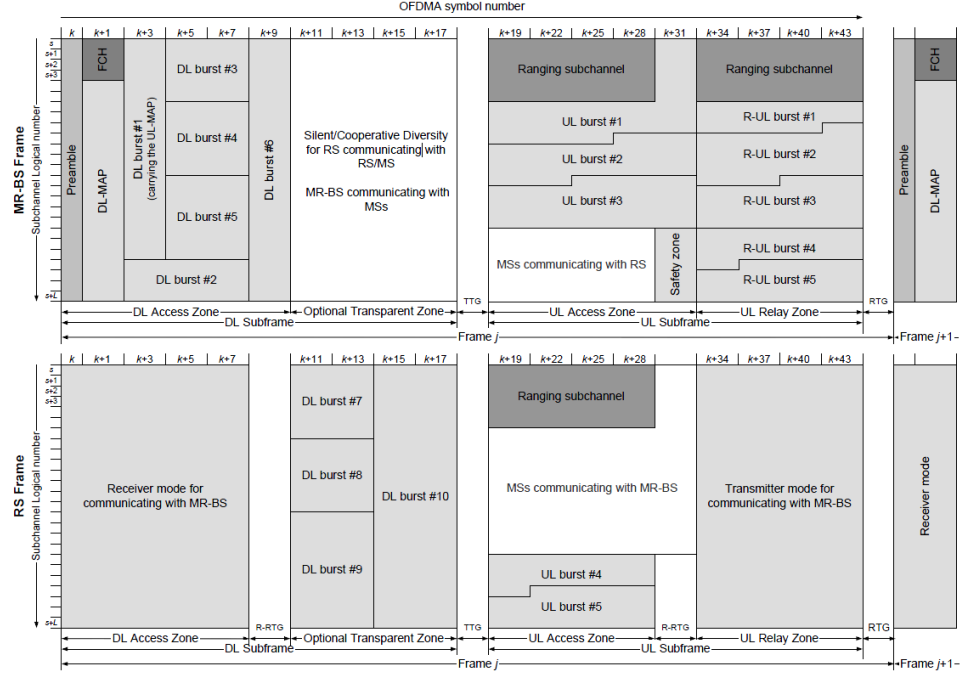 OFDMA symbol number
k k+1 k+3 k+5 k+7 k+9 k+11 k+13 k+15 k+17 k+19 k+22 k+25 k+28 k+31 k+34 k+37 k+40 k+43
MR-BS Frame
Subchannel Logical number
s
s+1
s+2
s+3
s+L
Preamble
FCH
DL-MAP
DL burst #1
(carrying the UL-MAP)
DL burst #3
DL burst #4
DL burst #5
DL burst #2
DL burst #6
Silent/Cooperative Diversity
for RS communicating with
RS/MS
MR-BS communicating with
MSs
Ranging subchannel
UL burst #1
UL burst #2
UL burst #3
MSs communicating with RS
Safety zone
Ranging subchannel
R-UL burst #1
R-UL burst #2
R-UL burst #3
R-UL burst #4
R-UL burst #5
Preamble
FCH
DL-MAP
DL Access Zone Optional Transparent Zone TTG UL Access Zone UL Relay Zone RTG
DL Subframe UL Subframe
Frame j Frame j+1
k k+1 k+3 k+5 k+7 k+11 k+13 k+15 k+17 k+19 k+22 k+25 k+28 k+34 k+37 k+40 k+43
RS Frame
Subchannel Logical number
s
s+1
s+2
s+3
s+L
Receiver mode for
communicating with MR-BS
DL burst #7
DL burst #8
DL burst #9
DL burst #10
Ranging subchannel
MSs communicating with MR-BS
UL burst #4
UL burst #5
Transmitter mode for
communicating with MR-BS
Receiver mode
DL Access Zone R-RTG Optional Transparent Zone TTG UL Access Zone R-RTG UL Relay Zone RTG
DL Subframe UL Subframe
Frame j Frame j+1